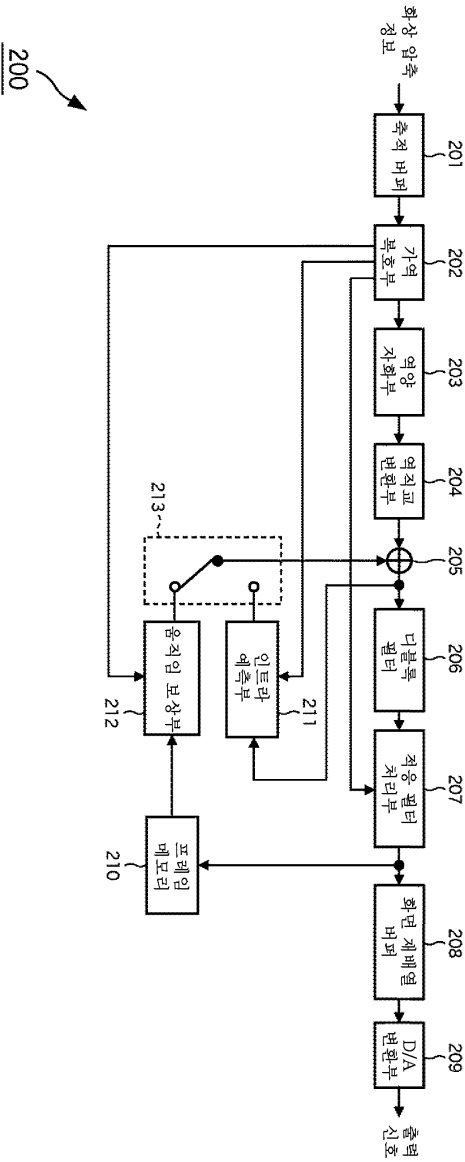 200
화상 압축
정보
201
축적 버퍼
202
가역
복호부
203
역양
자화부
204
역직교
변환부
205
206
디블록
필터
207
적응 필터
처리부
208
화면 재배열
버퍼
209
D/A
변환부
출력
신호
213
211
인트라
예측부
212
움직임 보상부
210
프레임
메모리